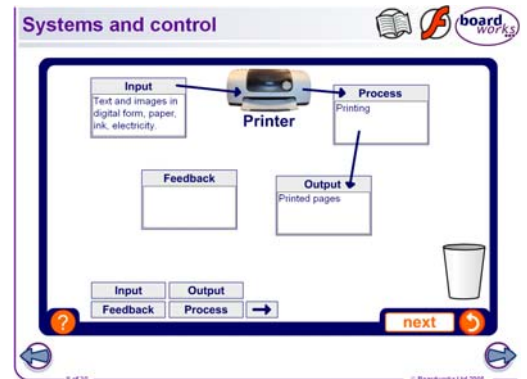 Systems and control
board
works
Input
Text and images in
digital form, paper,
ink, electricity.
Printer
Process
Printing
Feedback
Output
Printed pages
Input Output
Feedback Process
?
next